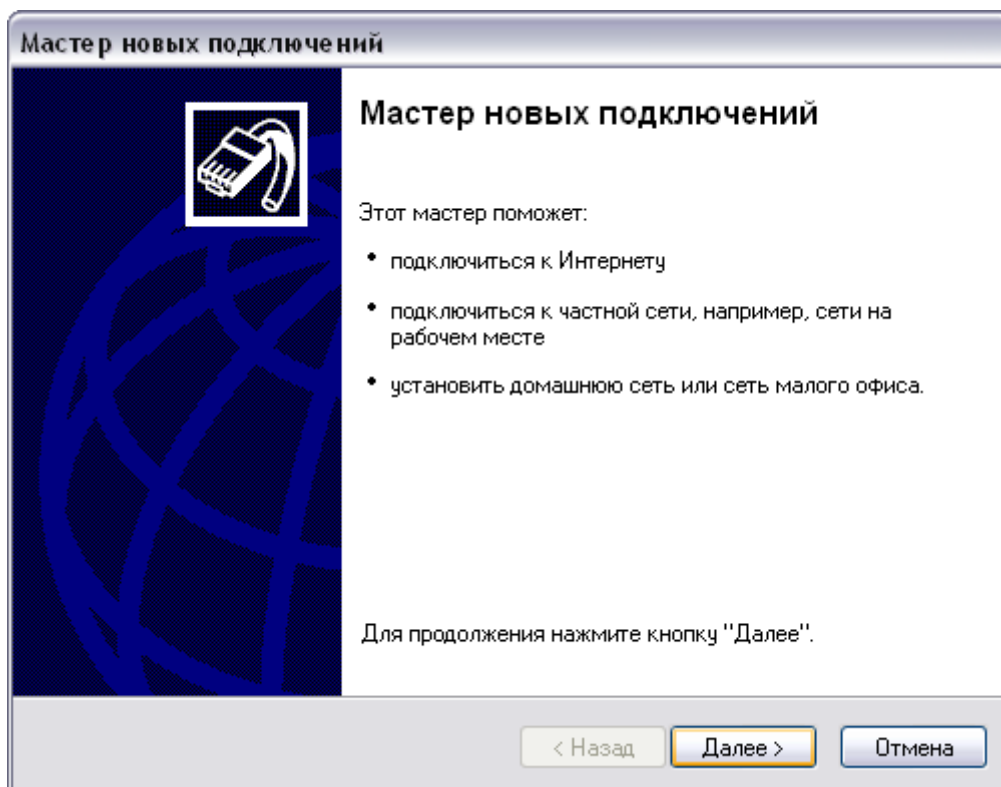 Мастер новых подключений
Мастер новых подключений
Этот мастер поможет:
• подключиться к Интернету
• подключиться к частной сети, например, сети на
рабочем месте
• установить домашнюю сеть или сеть малого офиса.
Для продолжения нажмите кнопку "Далее".
< Назад Далее > Отмена